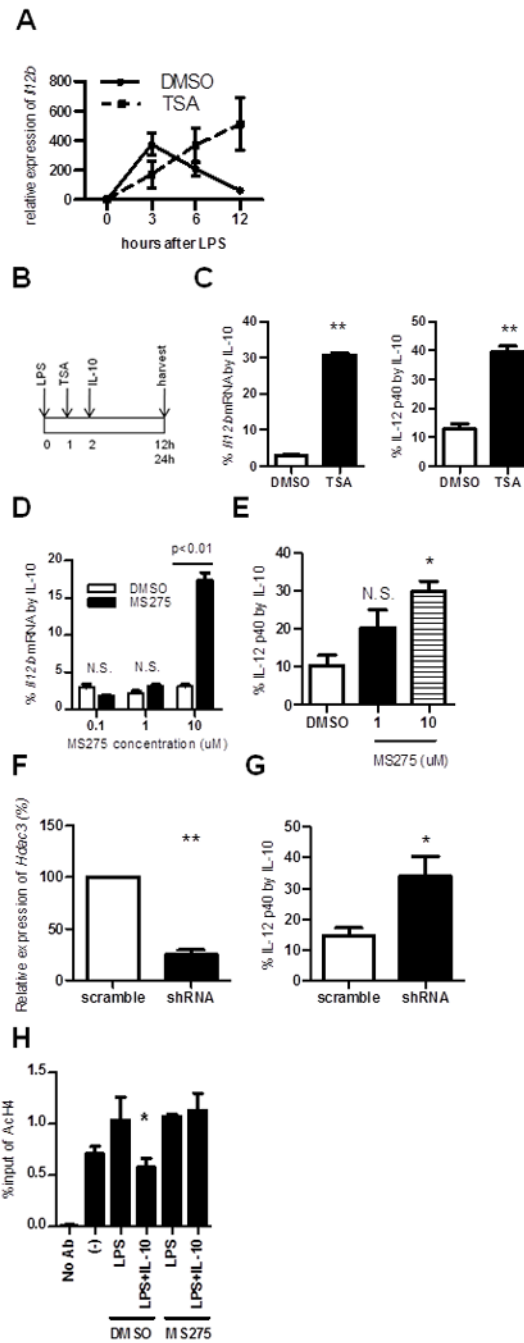 A
relative expression of Il12b
800
600
400
200
0
DMSO
TSA
0 3 6 12
hours after LPS
B
LPS TSA IL-10 harvest
0 1 2 12h
24h
C
% Il12b mRNA by IL-10
40
30
20
10
0
**
DMSO TSA
% IL-12 p40 by IL-10
50
40
30
20
10
0
**
DMSO TSA
D
% Il12b mRNA by IL-10
20
15
10
5
0
DMSO
MS275
p<0.01
N.S. N.S.
0.1 1 10
MS275 concentration (uM)
E
% IL-12 p40 by IL-10
40
30
20
10
0
N.S.
*
DMSO 1 10
MS275 (uM)
F
Relative expression of Hdac3 (%)
150
100
50
0
**
scramble shRNA
G
% IL-12 p40 by IL-10
50
40
30
20
10
0
*
scramble shRNA
H
%input of AcH4
1.5
1.0
0.5
0.0
*
No Ab (-) LPS LPS+IL-10 LPS LPS+IL-10
DMSO MS275